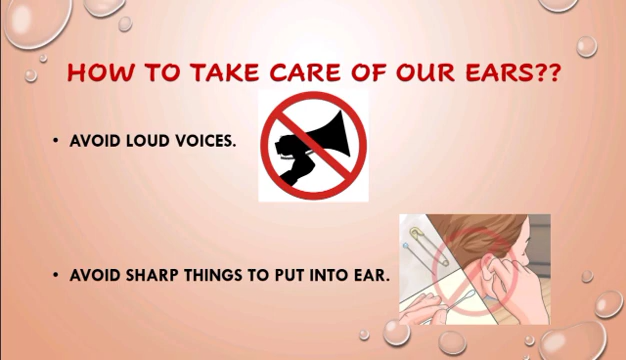 HOW TO TAKE CARE OF OUR EARS??
• AVOID LOUD VOICES.
• AVOID SHARP THINGS TO PUT INTO EAR.